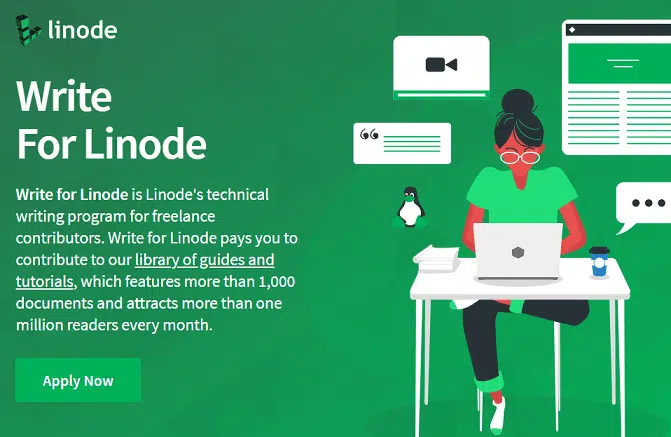 linode
Write
For Linode
Write for Linode is Linode's technical
writing program for freelance
contributors. Write for Linode pays you to
contribute to our library of guides and
tutorials, which features more than 1,000
documents and attracts more than one
million readers every month.
Apply Now